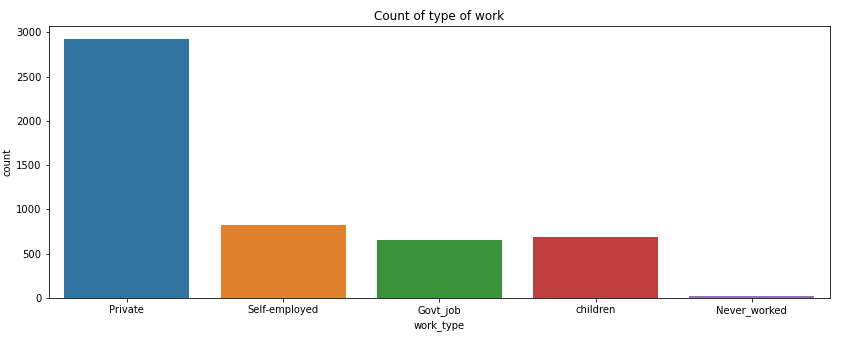 Count of type of work
3000
2500
2000
1500
1000
500
0
count
Private Self-employed Govt_job children Never_worked
work_type